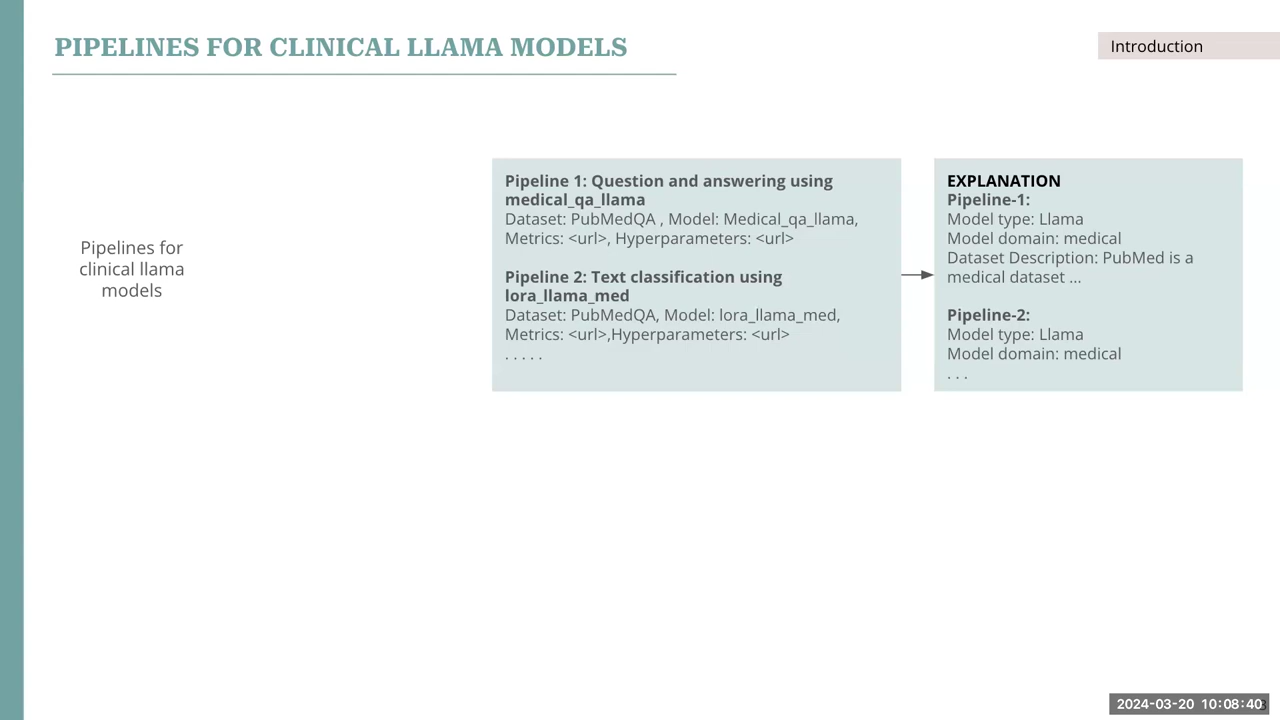 PIPELINES FOR CLINICAL LLAMA MODELS
Introduction
Pipelines for
clinical llama
models
Pipeline 1: Question and answering using
medical_qa_llama
Dataset: PubMedQA , Model: Medical_qa_llama,
Metrics: <url>, Hyperparameters: <url>
Pipeline 2: Text classification using
lora_llama_med
Dataset: PubMedQA, Model: lora_llama_med,
Metrics: <url>,Hyperparameters: <url>
. . . . .
EXPLANATION
Pipeline-1:
Model type: Llama
Model domain: medical
Dataset Description: PubMed is a
medical dataset ...
Pipeline-2:
Model type: Llama
Model domain: medical
. . .
2024-03-20 10:08:40
3